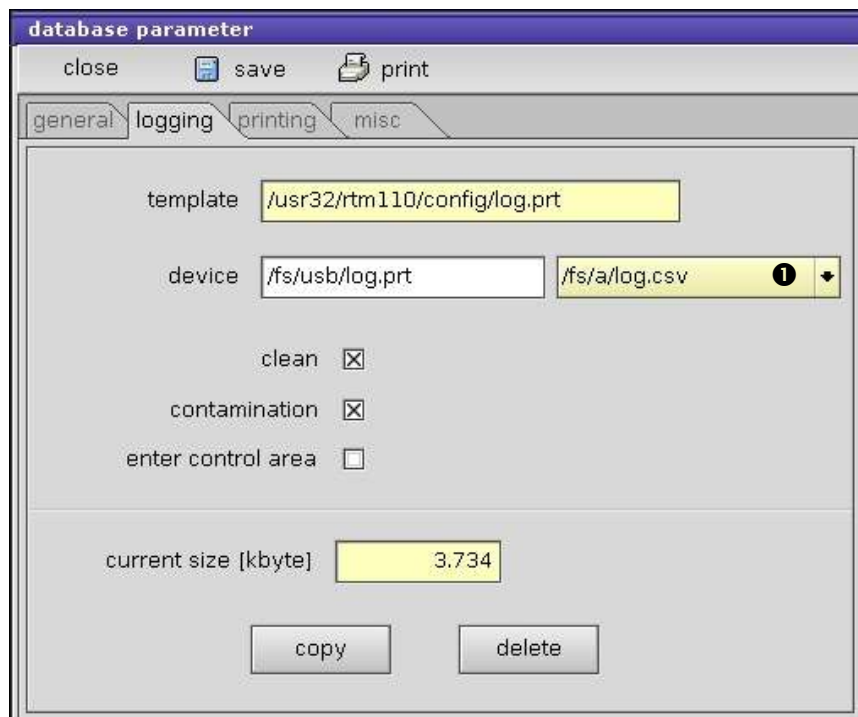 database parameter
close save print
general logging printing misc
template /usr32/rtm110/config/log.prt
device /fs/usb/log.prt /fs/a/log.csv ❶
clean
contamination
enter control area
current size [kbyte] 3.734
copy delete